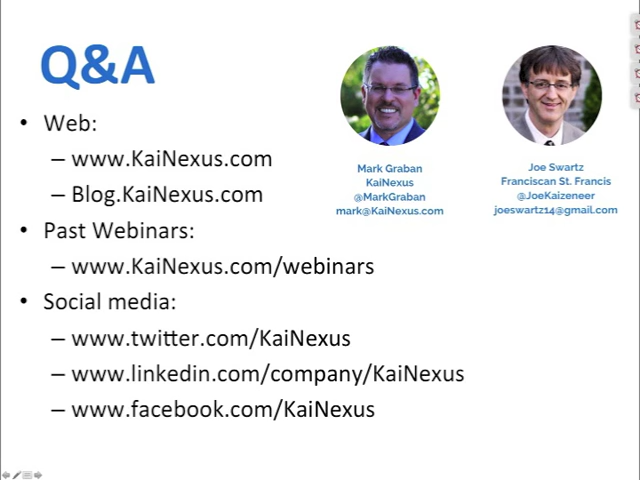 Q&A
• Web:
– www.KaiNexus.com
– Blog.KaiNexus.com
• Past Webinars:
– www.KaiNexus.com/webinars
• Social media:
– www.twitter.com/KaiNexus
– www.linkedin.com/company/KaiNexus
– www.facebook.com/KaiNexus
Mark Graban
KaiNexus
@MarkGraban
mark@KaiNexus.com
Joe Swartz
Franciscan St. Francis
@JoeKaizeneer
joeswartz14@gmail.com